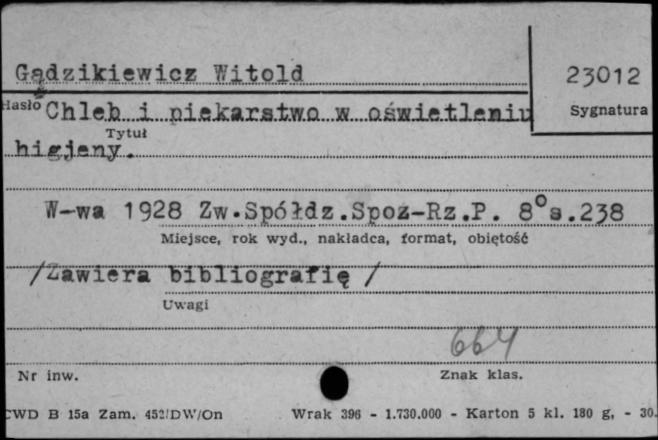 Gądzikiewicz Witold
23012
Hasło
Sygnatura
Chleb i piekarstwo w oświetleniu
Tytuł
higjeny.
W-wa 1928 Zw.Spółdz.Spoż-Rz.P. 8° s.238
Miejsce, rok wyd., nakładca, format, obiętość
/Zawiera bibliografię /
Uwagi
664
Nr inw.
Znak klas.
CWD B 15a Zam. 452/DW/On Wrak 396 - 1.730.000 - Karton 5 kl. 180 g, - 30.